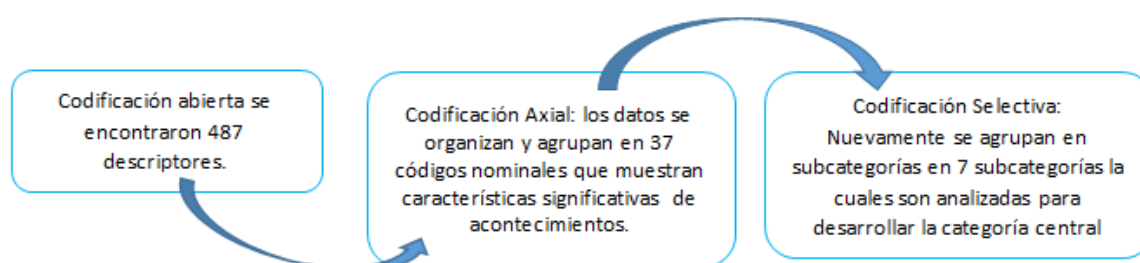 Codificación abierta se
encontraron 487
descriptores.
Codificación Axial: los datos se
organizan y agrupan en 37
códigos nominales que muestran
características significativas de
acontecimientos.
Codificación Selectiva:
Nuevamente se agrupan en
subcategorías en 7 subcategorías la
cuales son analizadas para
desarrollar la categoría central